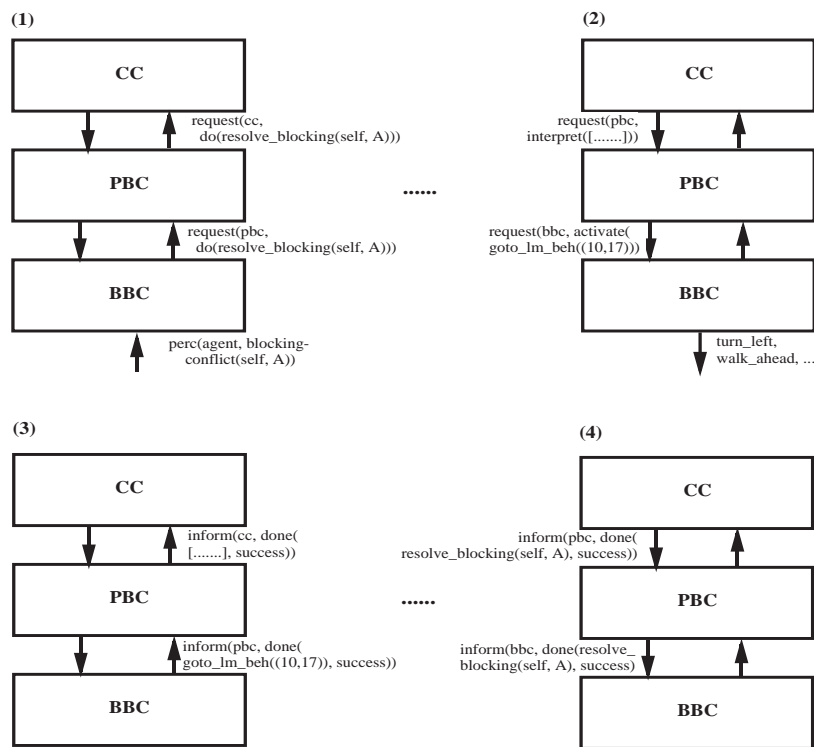 (1)
CC
request(cc,
do(resolve_blocking(self, A)))
PBC
request(pbc,
do(resolve_blocking(self, A)))
BBC
perc(agent, blocking-
conflict(self, A))
......
(2)
CC
request(pbc,
interpret([.......]))
PBC
request(bbc, activate(
goto_lm_beh((10,17)))
BBC
turn_left,
walk_ahead, ...
(3)
CC
inform(cc, done(
[.......], success))
PBC
inform(pbc, done(
goto_lm_beh((10,17)), success))
BBC
......
(4)
CC
inform(pbc, done(
resolve_blocking(self, A), success))
PBC
inform(bbc, done(resolve_
blocking(self, A), success)
BBC